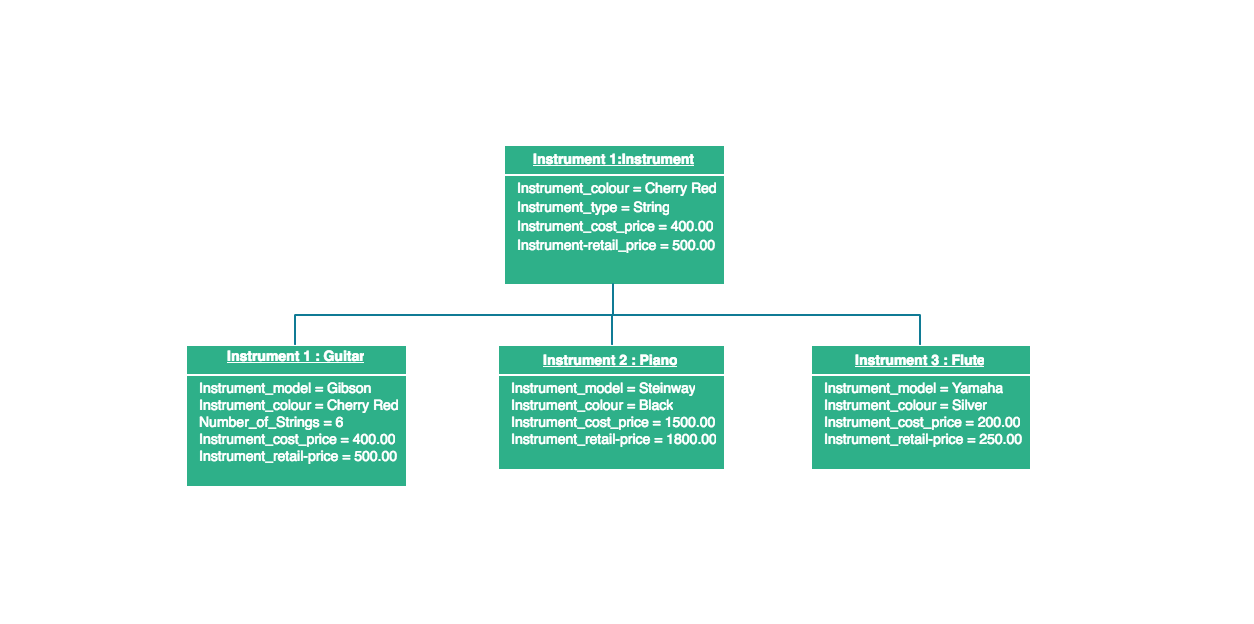 Instrument 1:Instrument
Instrument_colour = Cherry Red
Instrument_type = String
Instrument_cost_price = 400.00
Instrument-retail_price = 500.00
Instrument 1 : Guitar
Instrument_model = Gibson
Instrument_colour = Cherry Red
Number_of_Strings = 6
Instrument_cost_price = 400.00
Instrument_retail-price = 500.00
Instrument 2 : Piano
Instrument_model = Steinway
Instrument_colour = Black
Instrument_cost_price = 1500.00
Instrument_retail-price = 1800.00
Instrument 3 : Flute
Instrument_model = Yamaha
Instrument_colour = Silver
Instrument_cost_price = 200.00
Instrument_retail-price = 250.00